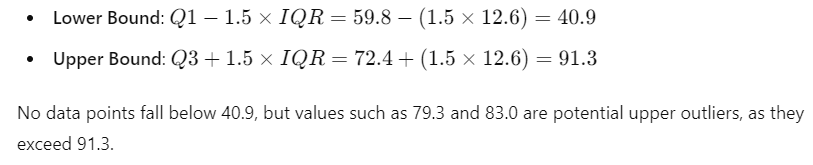 • Lower Bound: Q1 − 1.5 × IQR = 59.8 − (1.5 × 12.6) = 40.9
• Upper Bound: Q3 + 1.5 × IQR = 72.4 + (1.5 × 12.6) = 91.3
No data points fall below 40.9, but values such as 79.3 and 83.0 are potential upper outliers, as they
exceed 91.3.